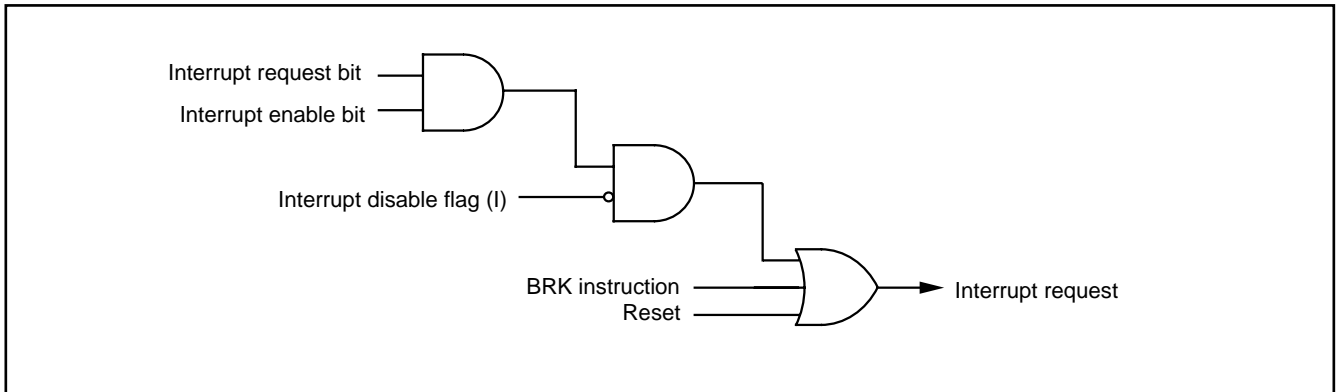 Interrupt request bit
Interrupt enable bit
Interrupt disable flag (I)
BRK instruction
Reset
Interrupt request